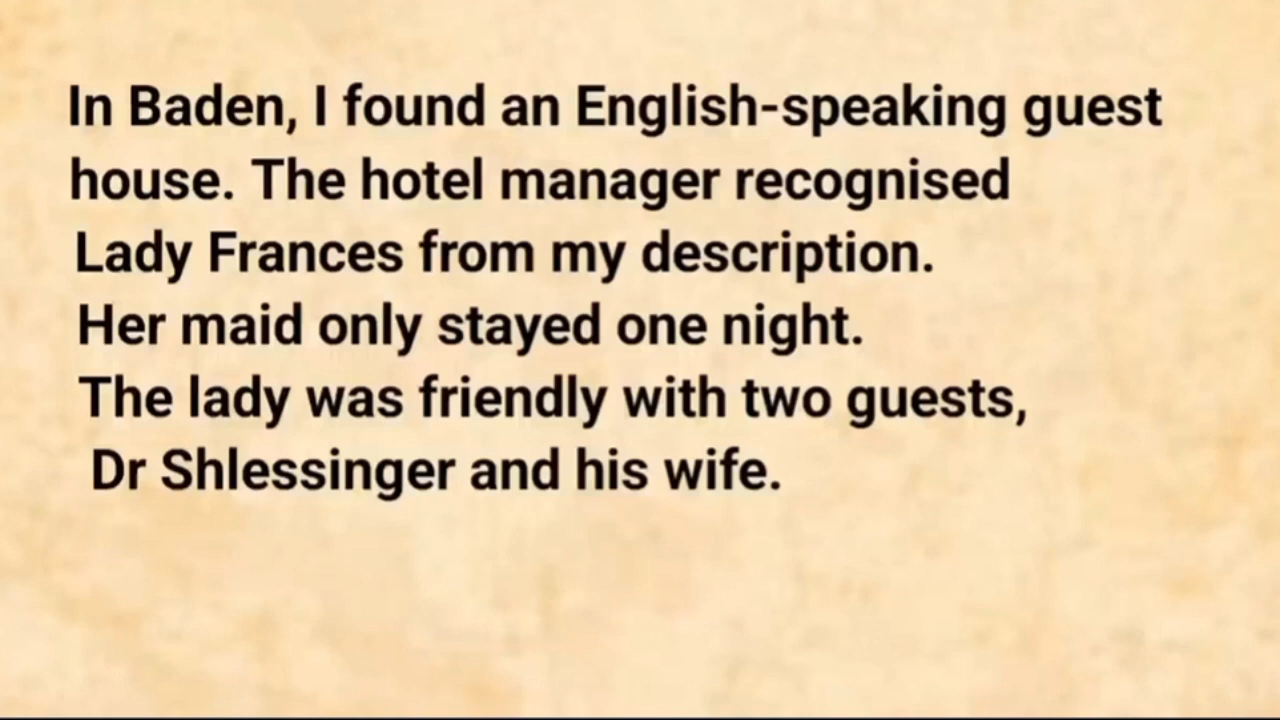 In Baden, I found an English-speaking guest
house. The hotel manager recognised
Lady Frances from my description.
Her maid only stayed one night.
The lady was friendly with two guests,
Dr Shlessinger and his wife.